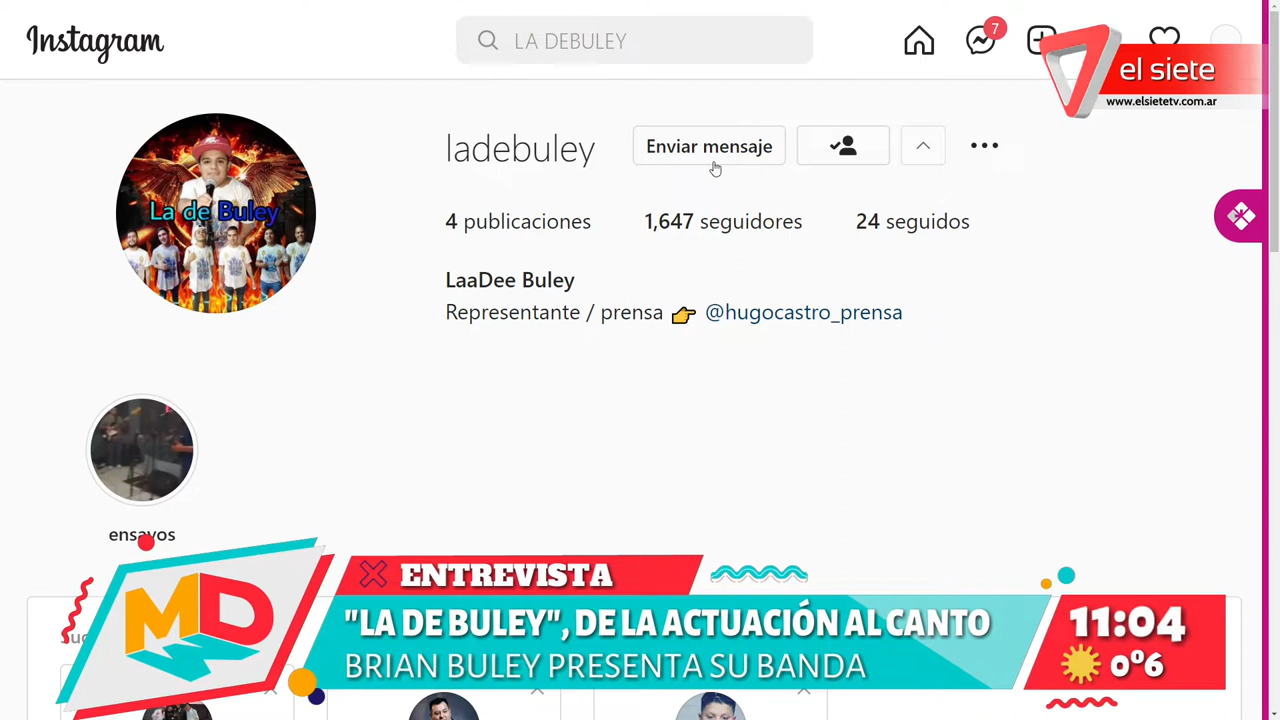 Instagram
LA DEBULEY
7
el siete
www.elsietetv.com.ar
La de Buley
ladebuley
Enviar mensaje
4 publicaciones
1,647 seguidores
24 seguidos
LaaDee Buley
Representante / prensa 👉 @hugocastro_prensa
ensayos
MD
ENTREVISTA
"LA DE BULEY", DE LA ACTUACIÓN AL CANTO
BRIAN BULEY PRESENTA SU BANDA
11:04
0º6